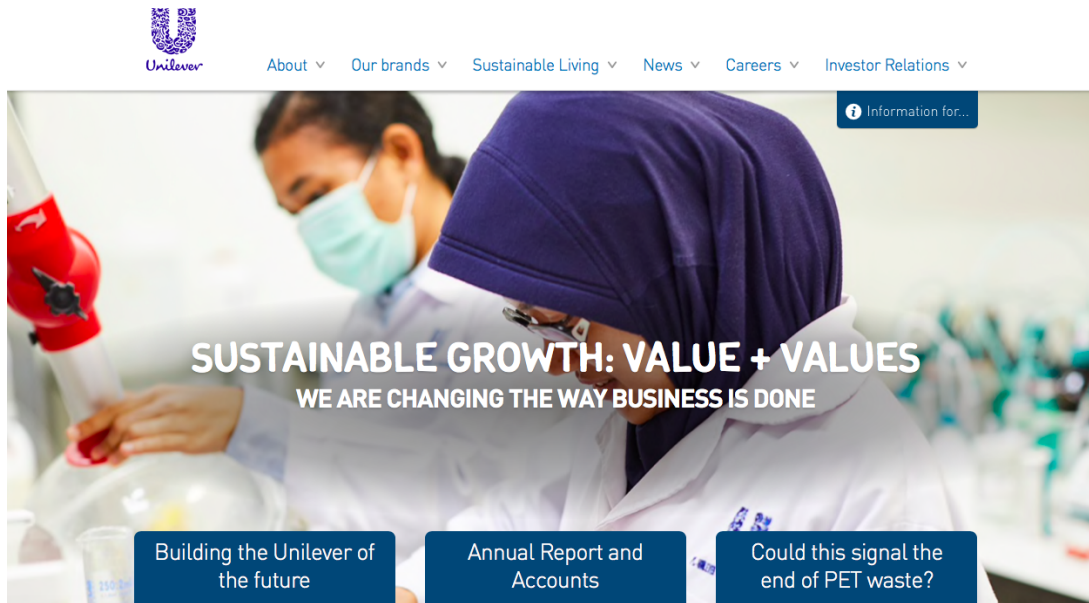 Unilever
About
Our brands
Sustainable Living
News
Careers
Investor Relations
Information for...
SUSTAINABLE GROWTH: VALUE + VALUES
WE ARE CHANGING THE WAY BUSINESS IS DONE
Building the Unilever of
the future
Annual Report and
Accounts
Could this signal the
end of PET waste?